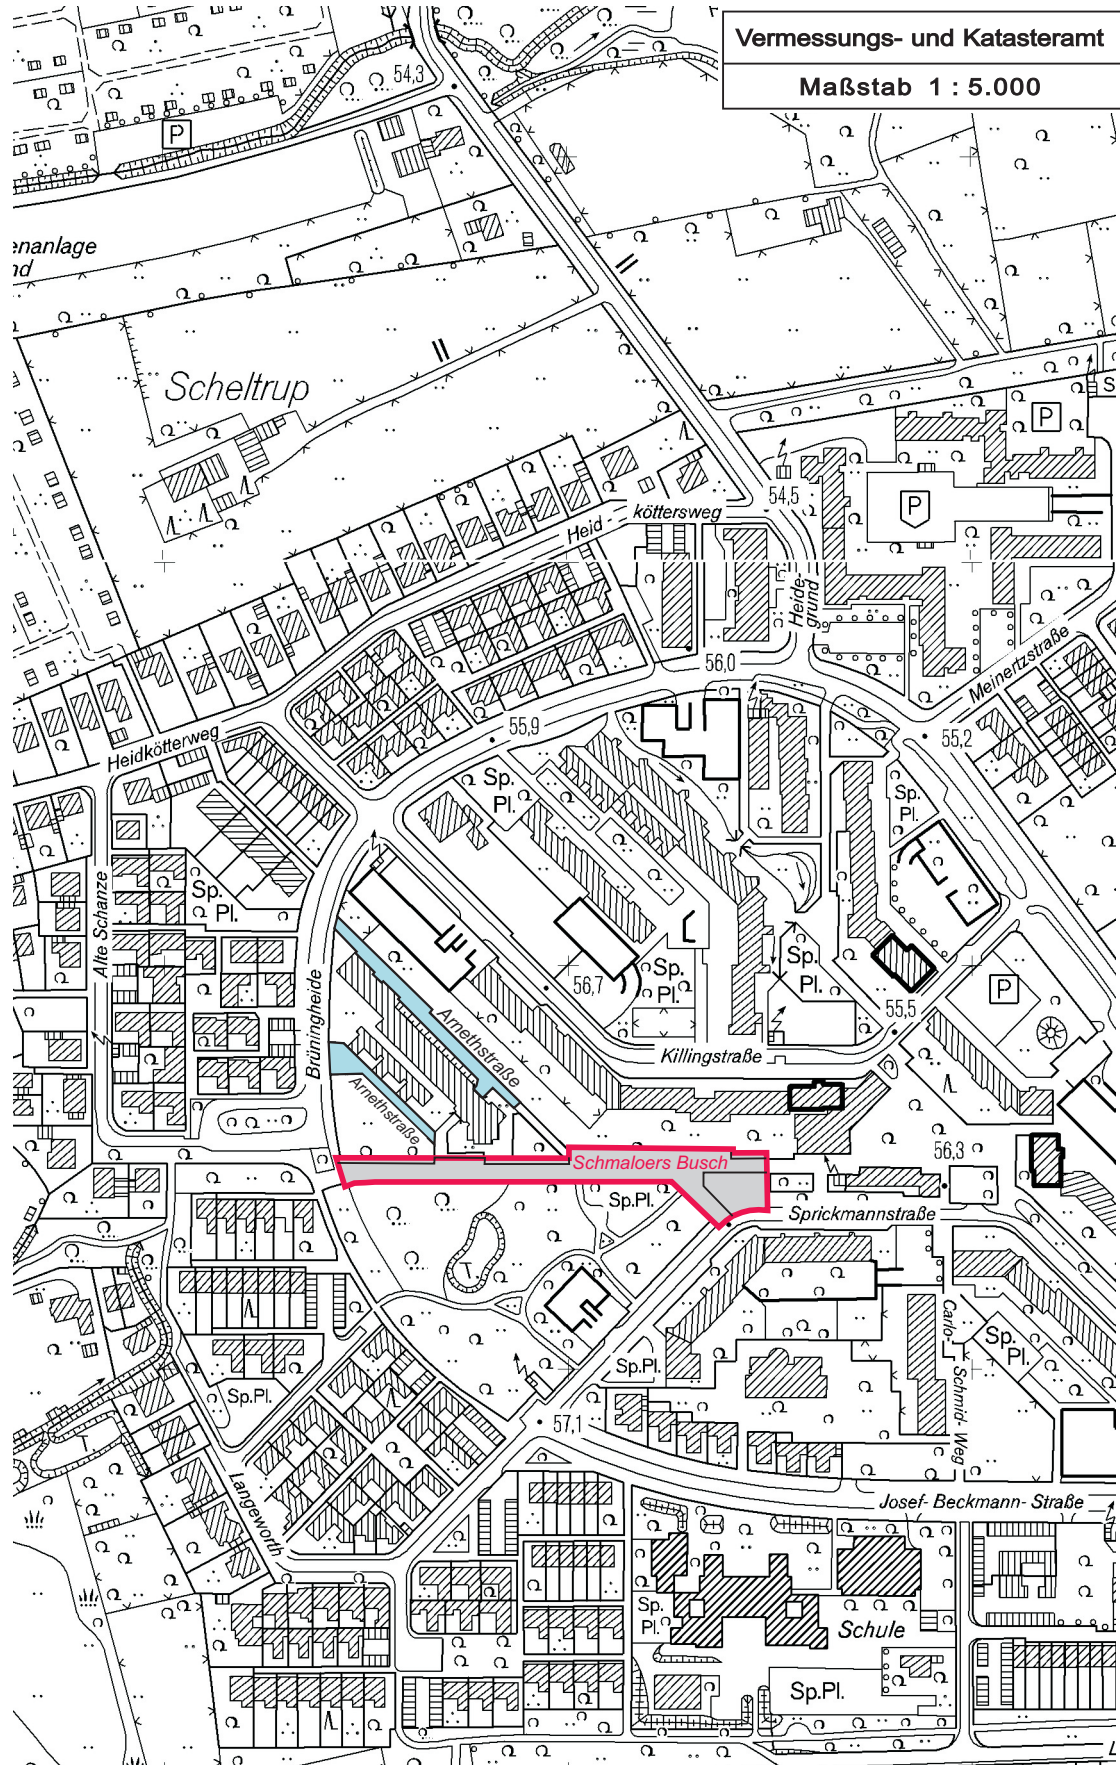 Vermessungs- und Katasteramt
Maßstab 1 : 5.000
54,3
P
enanlage
nd
Scheltrup
S
P
54,5
P
köttersweg
Heid
Heide-
grund
56,0
Meinertzstraße
55,9
55,2
Heidkötterweg
Sp.
Pl.
Sp.
Pl.
Alte Schanze
Sp.
Pl.
Brüningheide
Arnethstraße
56,7
Sp.
Pl.
Sp.
Pl.
P
55,5
Killingstraße
Arnethstraße
56,3
Schmaloers Busch
Sp.Pl.
Sprickmannstraße
T
Carlo-
Schmid-
Weg
Sp.
Pl.
Sp.Pl.
Sp.Pl.
57,1
T
Langeworth
Josef-Beckmann-Straße
Sp.
Pl.
Schule
Sp.Pl.
L